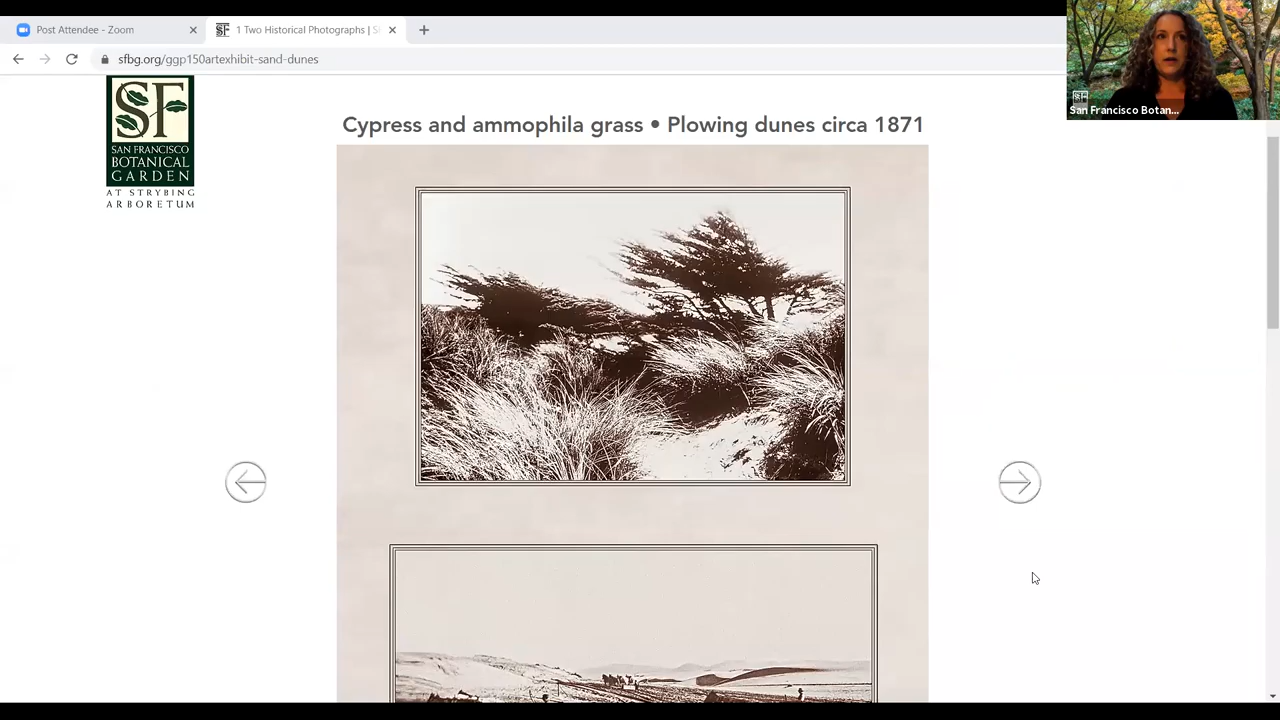 Post Attendee - Zoom
1 Two Historical Photographs | S
sfbg.org/ggp150artexhibit-sand-dunes
SF
San Francisco Botan...
SF
SAN FRANCISCO
BOTANICAL
GARDEN
AT STRYBING
ARBORETUM
Cypress and ammophila grass • Plowing dunes circa 1871